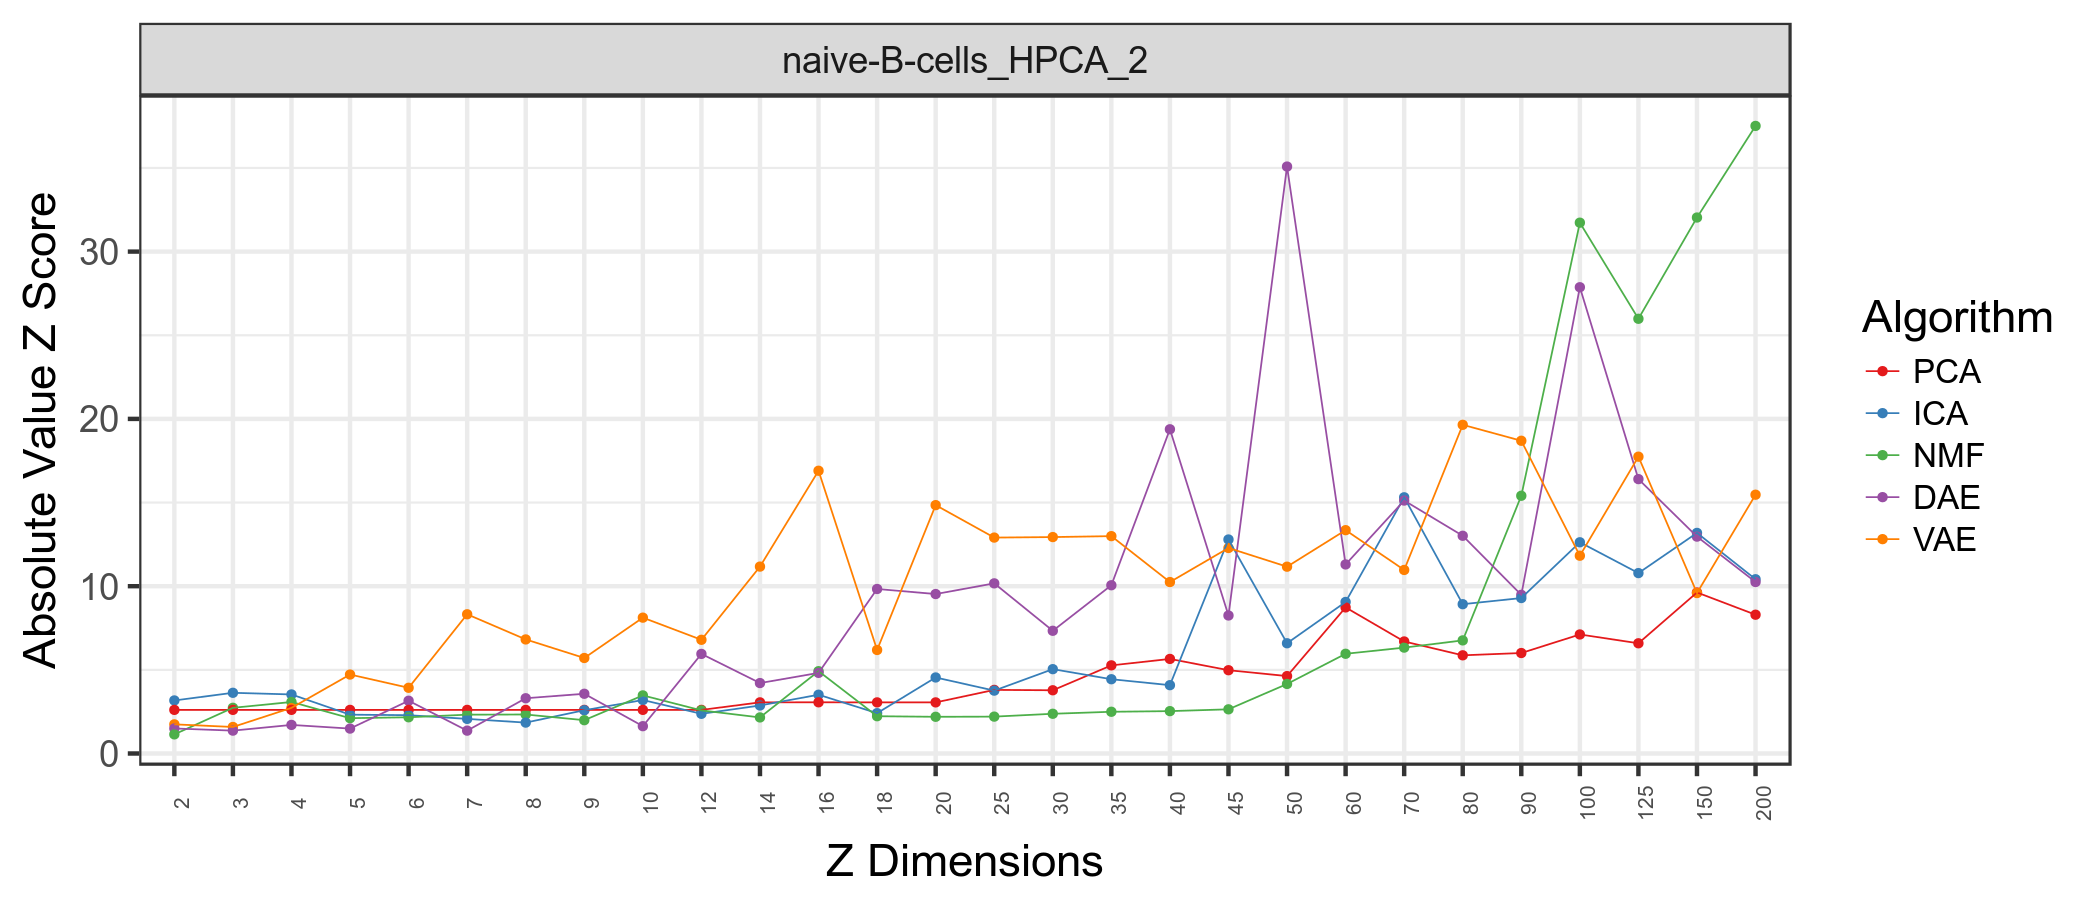 naive-B-cells_HPCA_2
Absolute Value Z Score
30
20
10
0
2 3 4 5 6 7 8 9 10 12 14 16 18 20 25 30 35 40 45 50 60 70 80 90 100 125 150 200
Z Dimensions
Algorithm
PCA
ICA
NMF
DAE
VAE